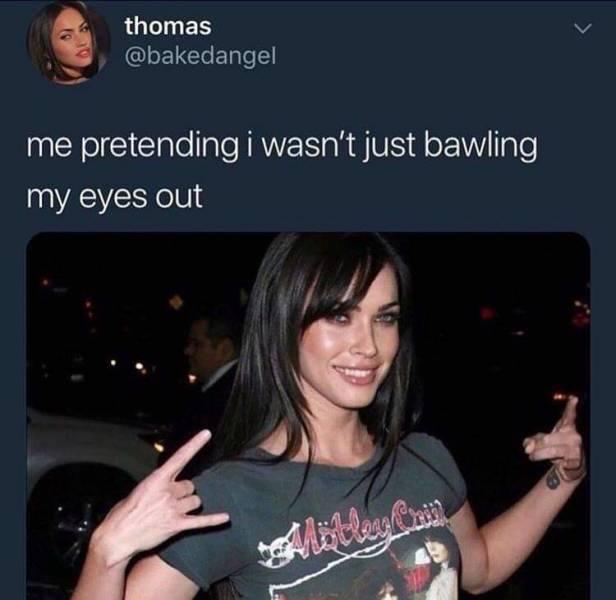 thomas
@bakedangel
me pretending i wasn't just bawling
my eyes out
Mötley Crüe